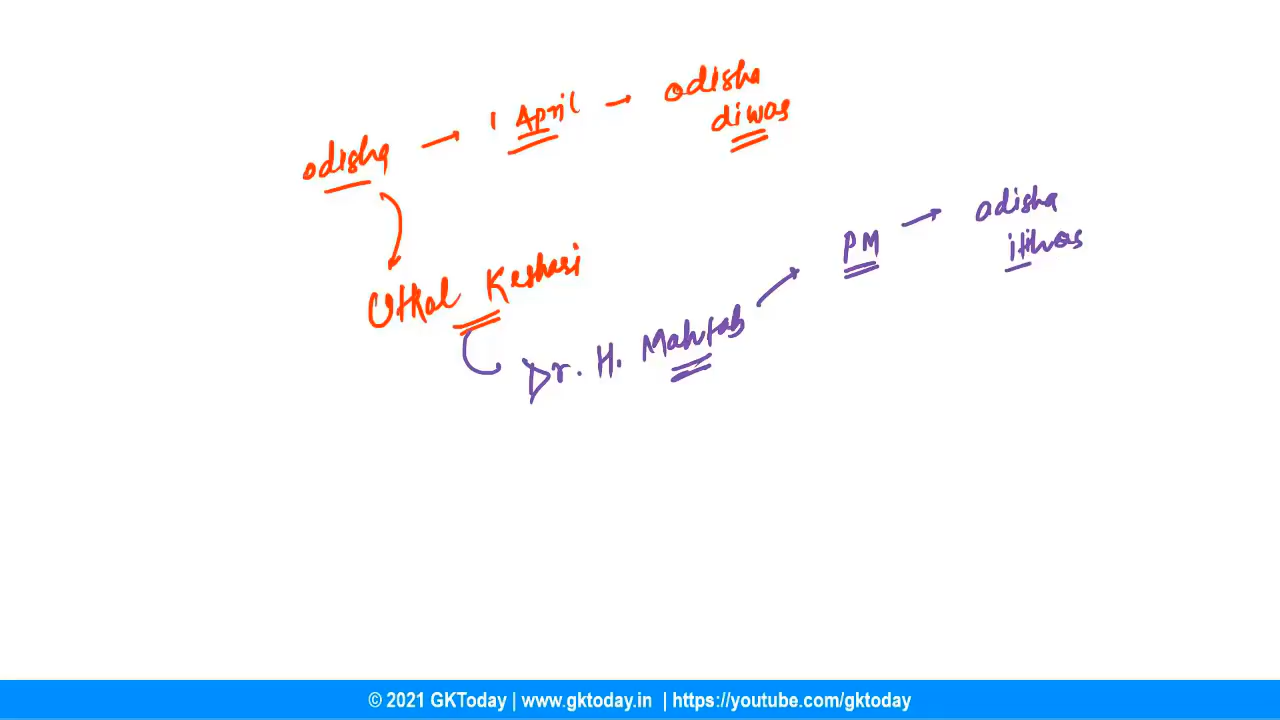 odisha → 1 April → odisha
diwas
Utkal Keshari
Dr. H. Mahtab → PM → odisha
itihas
© 2021 GKToday | www.gktoday.in | https://youtube.com/gktoday